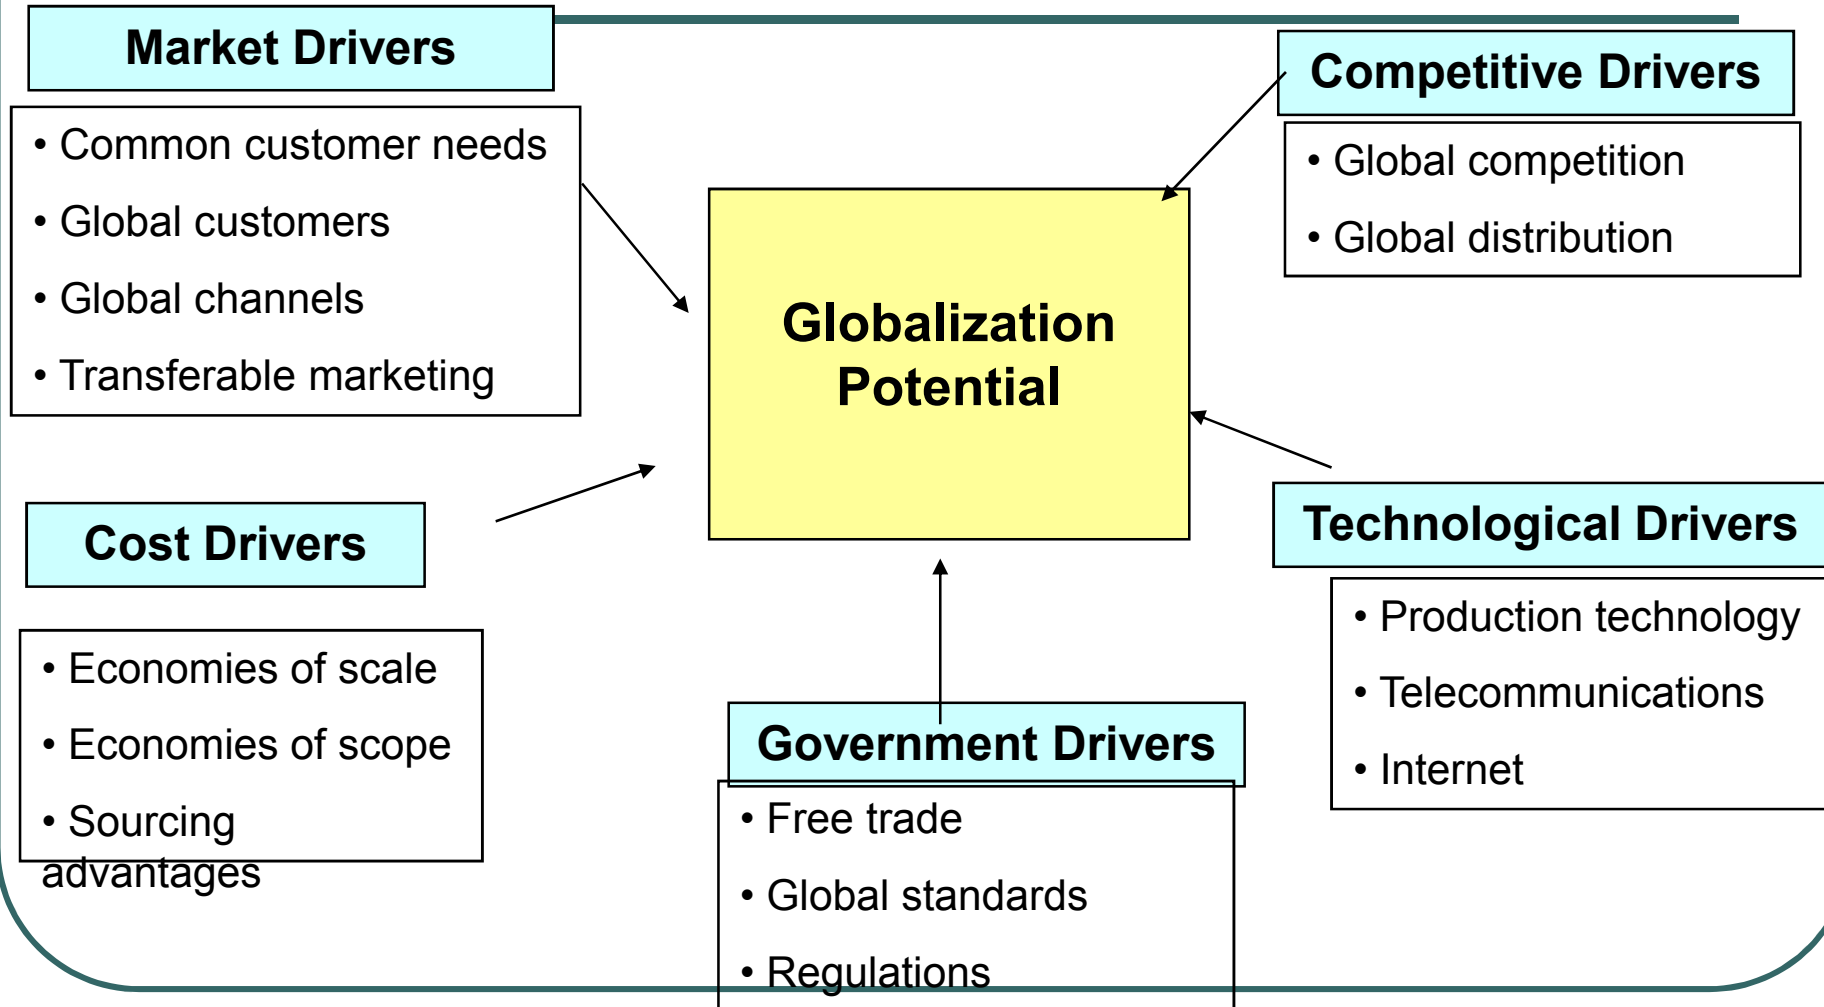 Market Drivers
• Common customer needs
• Global customers
• Global channels
• Transferable marketing
Competitive Drivers
• Global competition
• Global distribution
Globalization
Potential
Cost Drivers
• Economies of scale
• Economies of scope
• Sourcing
advantages
Government Drivers
• Free trade
• Global standards
• Regulations
Technological Drivers
• Production technology
• Telecommunications
• Internet